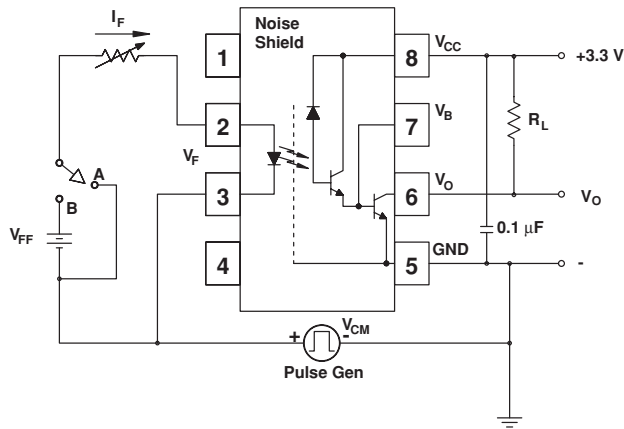 I_F
Noise
Shield
1
8
V_CC
+3.3 V
2
7
V_B
R_L
V_F
A
3
6
V_O
V_O
B
V_FF
0.1 μF
4
5
GND
-
+
V_CM
-
Pulse Gen